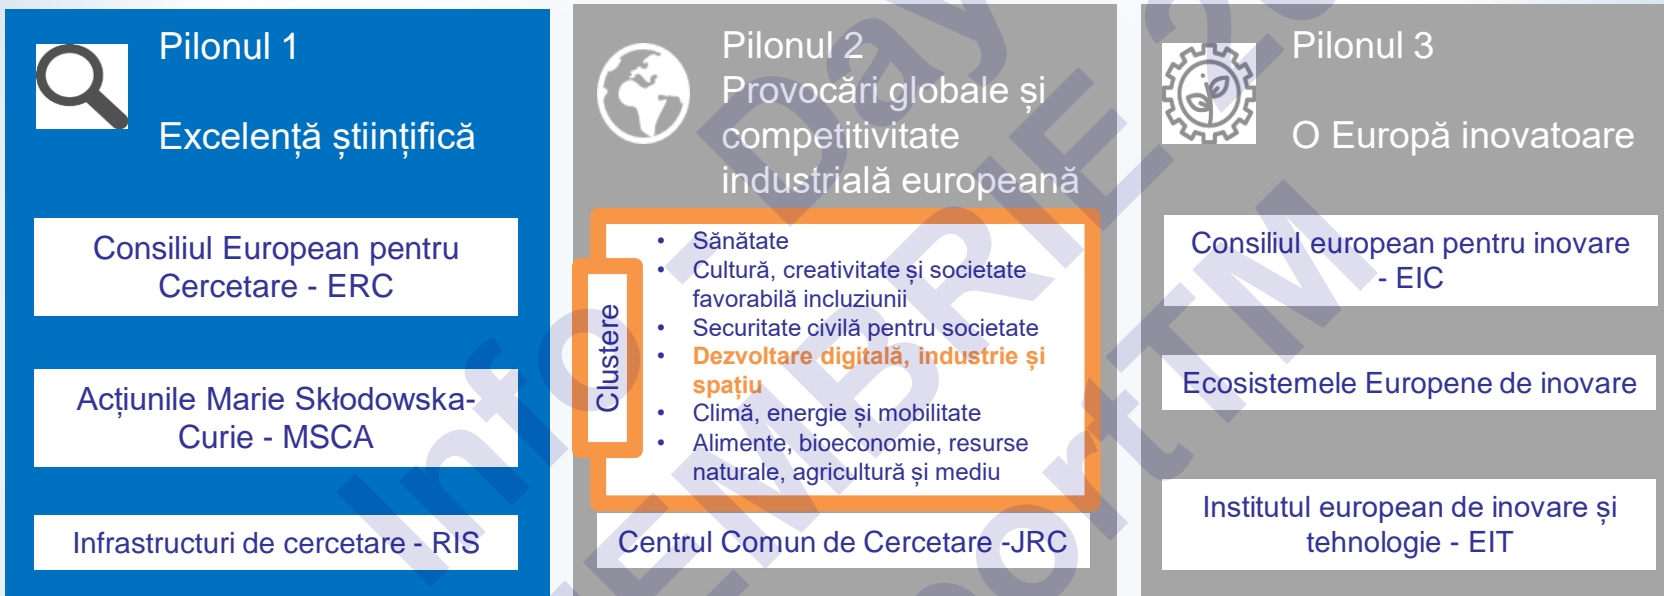 Pilonul 1
Excelență științifică
Consiliul European pentru
Cercetare - ERC
Acțiunile Marie Skłodowska-
Curie - MSCA
Infrastructuri de cercetare - RIS
Pilonul 2
Provocări globale și
competitivitate
industrială europeană
Clustere
• Sănătate
• Cultură, creativitate și societate
favorabilă incluziunii
• Securitate civilă pentru societate
• Dezvoltare digitală, industrie și
spațiu
• Climă, energie și mobilitate
• Alimente, bioeconomie, resurse
naturale, agricultură și mediu
Centrul Comun de Cercetare -JRC
Pilonul 3
O Europă inovatoare
Consiliul european pentru inovare
- EIC
Ecosistemele Europene de inovare
Institutul european de inovare și
tehnologie - EIT
Info Day